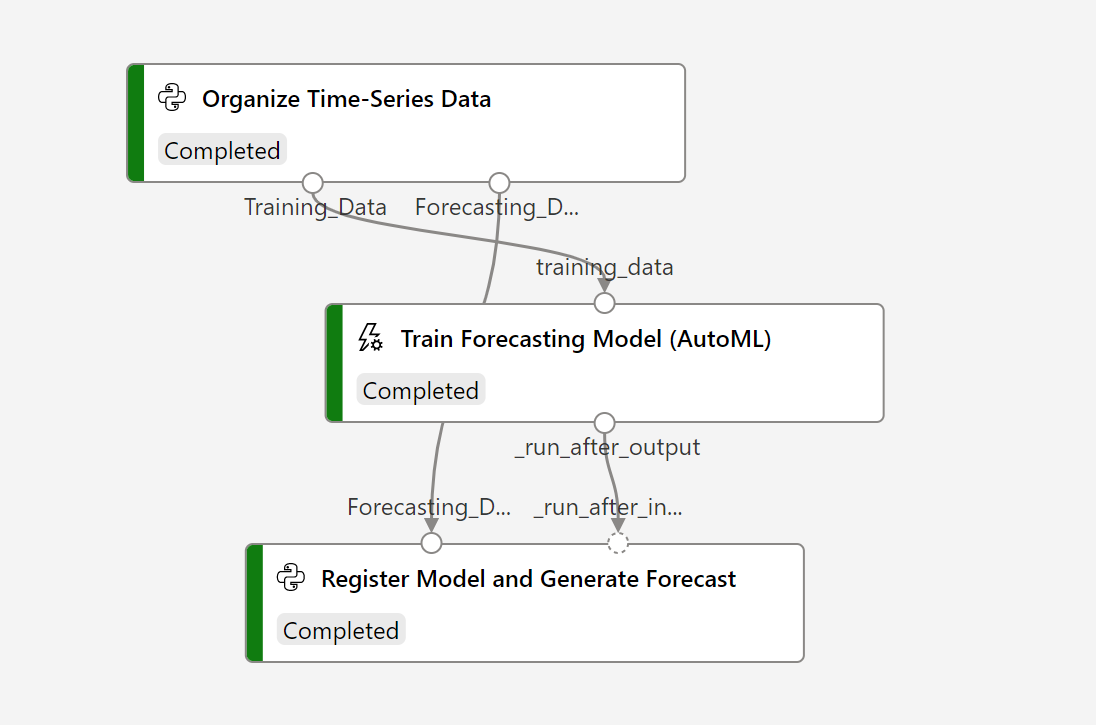 Organize Time-Series Data
Completed
Training_Data
Forecasting_D...
training_data
Train Forecasting Model (AutoML)
Completed
_run_after_output
Forecasting_D...
_run_after_in...
Register Model and Generate Forecast
Completed